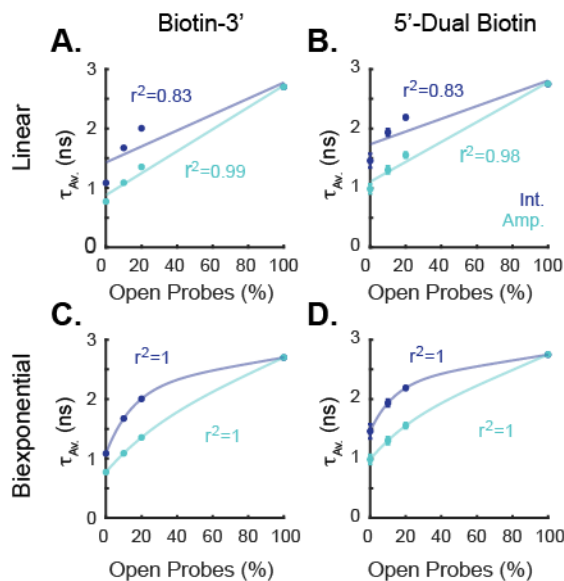 Biotin-3' 5'-Dual Biotin
A. B.
Linear
τAv. (ns)
3
2
1
0
r²=0.83
r²=0.99
0 20 40 60 80 100
Open Probes (%)
3
2
1
0
τAv. (ns)
r²=0.83
r²=0.98
Int.
Amp.
0 20 40 60 80 100
Open Probes (%)
C. D.
Biexponential
τAv. (ns)
3
2
1
0
r²=1
r²=1
0 20 40 60 80 100
Open Probes (%)
τAv. (ns)
3
2
1
0
r²=1
r²=1
0 20 40 60 80 100
Open Probes (%)